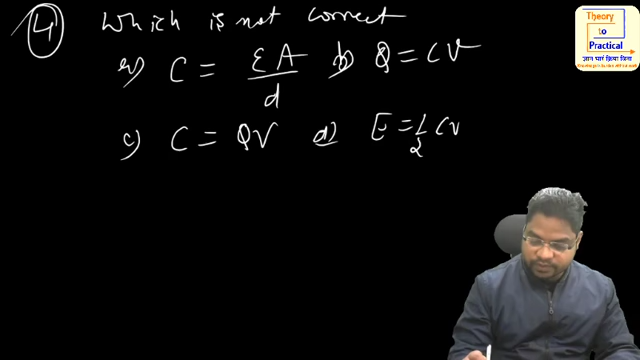 4 Which is not correct
a) C = εA/d b) Q = CV
c) C = QV d) E = 1/2 CV
Theory
to
Practical